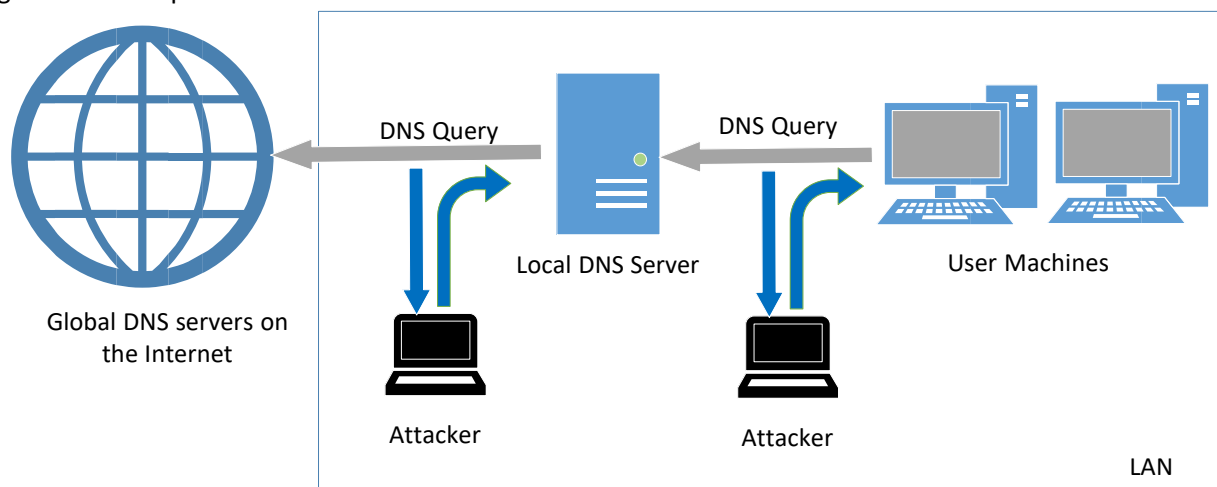 DNS Query
DNS Query
Local DNS Server
User Machines
Global DNS servers on
the Internet
Attacker
Attacker
LAN